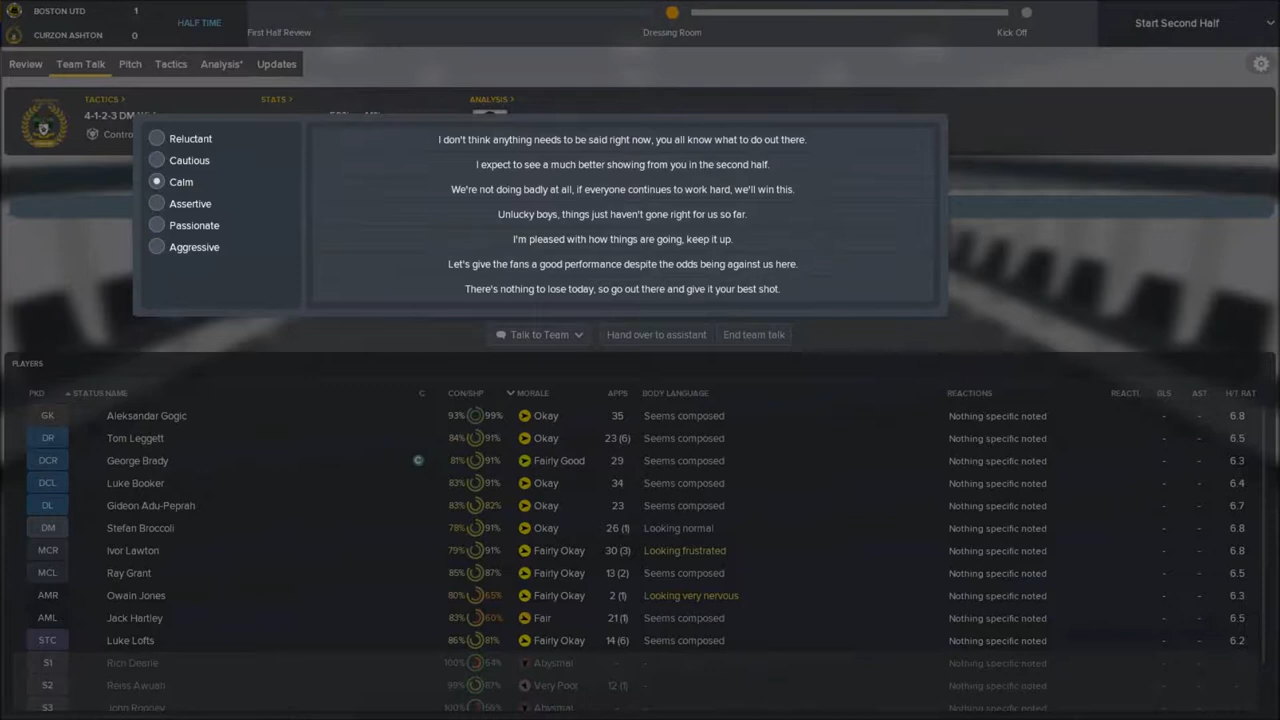 BOSTON UTD 1
CURZON ASHTON 0
HALF TIME
First Half Review
Dressing Room
Kick Off
Start Second Half
Review Team Talk Pitch Tactics Analysis* Updates
TACTICS > STATS > ANALYSIS >
4-1-2-3 DM
Contro
Reluctant
Cautious
Calm
Assertive
Passionate
Aggressive
I don't think anything needs to be said right now, you all know what to do out there.
I expect to see a much better showing from you in the second half.
We're not doing badly at all, if everyone continues to work hard, we'll win this.
Unlucky boys, things just haven't gone right for us so far.
I'm pleased with how things are going, keep it up.
Let's give the fans a good performance despite the odds being against us here.
There's nothing to lose today, so go out there and give it your best shot.
Talk to Team Hand over to assistant End team talk
PLAYERS
PKD STATUS NAME C CON/SHP MORALE APPS BODY LANGUAGE REACTIONS REACTI... GLS AST H/T RAT
GK Aleksandar Gogic 93% 99% Okay 35 Seems composed Nothing specific noted - - - 6.8
DR Tom Leggett 84% 91% Okay 23 (6) Seems composed Nothing specific noted - - - 6.5
DCR George Brady C 81% 91% Fairly Good 29 Seems composed Nothing specific noted - - - 6.3
DCL Luke Booker 83% 91% Okay 34 Seems composed Nothing specific noted - - - 6.4
DL Gideon Adu-Peprah 83% 82% Okay 23 Seems composed Nothing specific noted - - - 6.7
DM Stefan Broccoli 78% 91% Okay 26 (1) Looking normal Nothing specific noted - - - 6.8
MCR Ivor Lawton 79% 91% Fairly Okay 30 (3) Looking frustrated Nothing specific noted - - - 6.8
MCL Ray Grant 85% 87% Fairly Okay 13 (2) Seems composed Nothing specific noted - - - 6.5
AMR Owain Jones 80% 65% Fairly Okay 2 (1) Looking very nervous Nothing specific noted - - - 6.3
AML Jack Hartley 83% 60% Fair 21 (1) Seems composed Nothing specific noted - - - 6.5
STC Luke Lofts 86% 81% Fairly Okay 14 (6) Seems composed Nothing specific noted - - - 6.2
S1 Rich Dearle 100% 64% Abysmal - - Nothing specific noted - - - -
S2 Reiss Awuah 99% 87% Very Poor 12 (1) - Nothing specific noted - - - -
S3 John Rooney 100% Abysmal - - Nothing specific noted - - - -